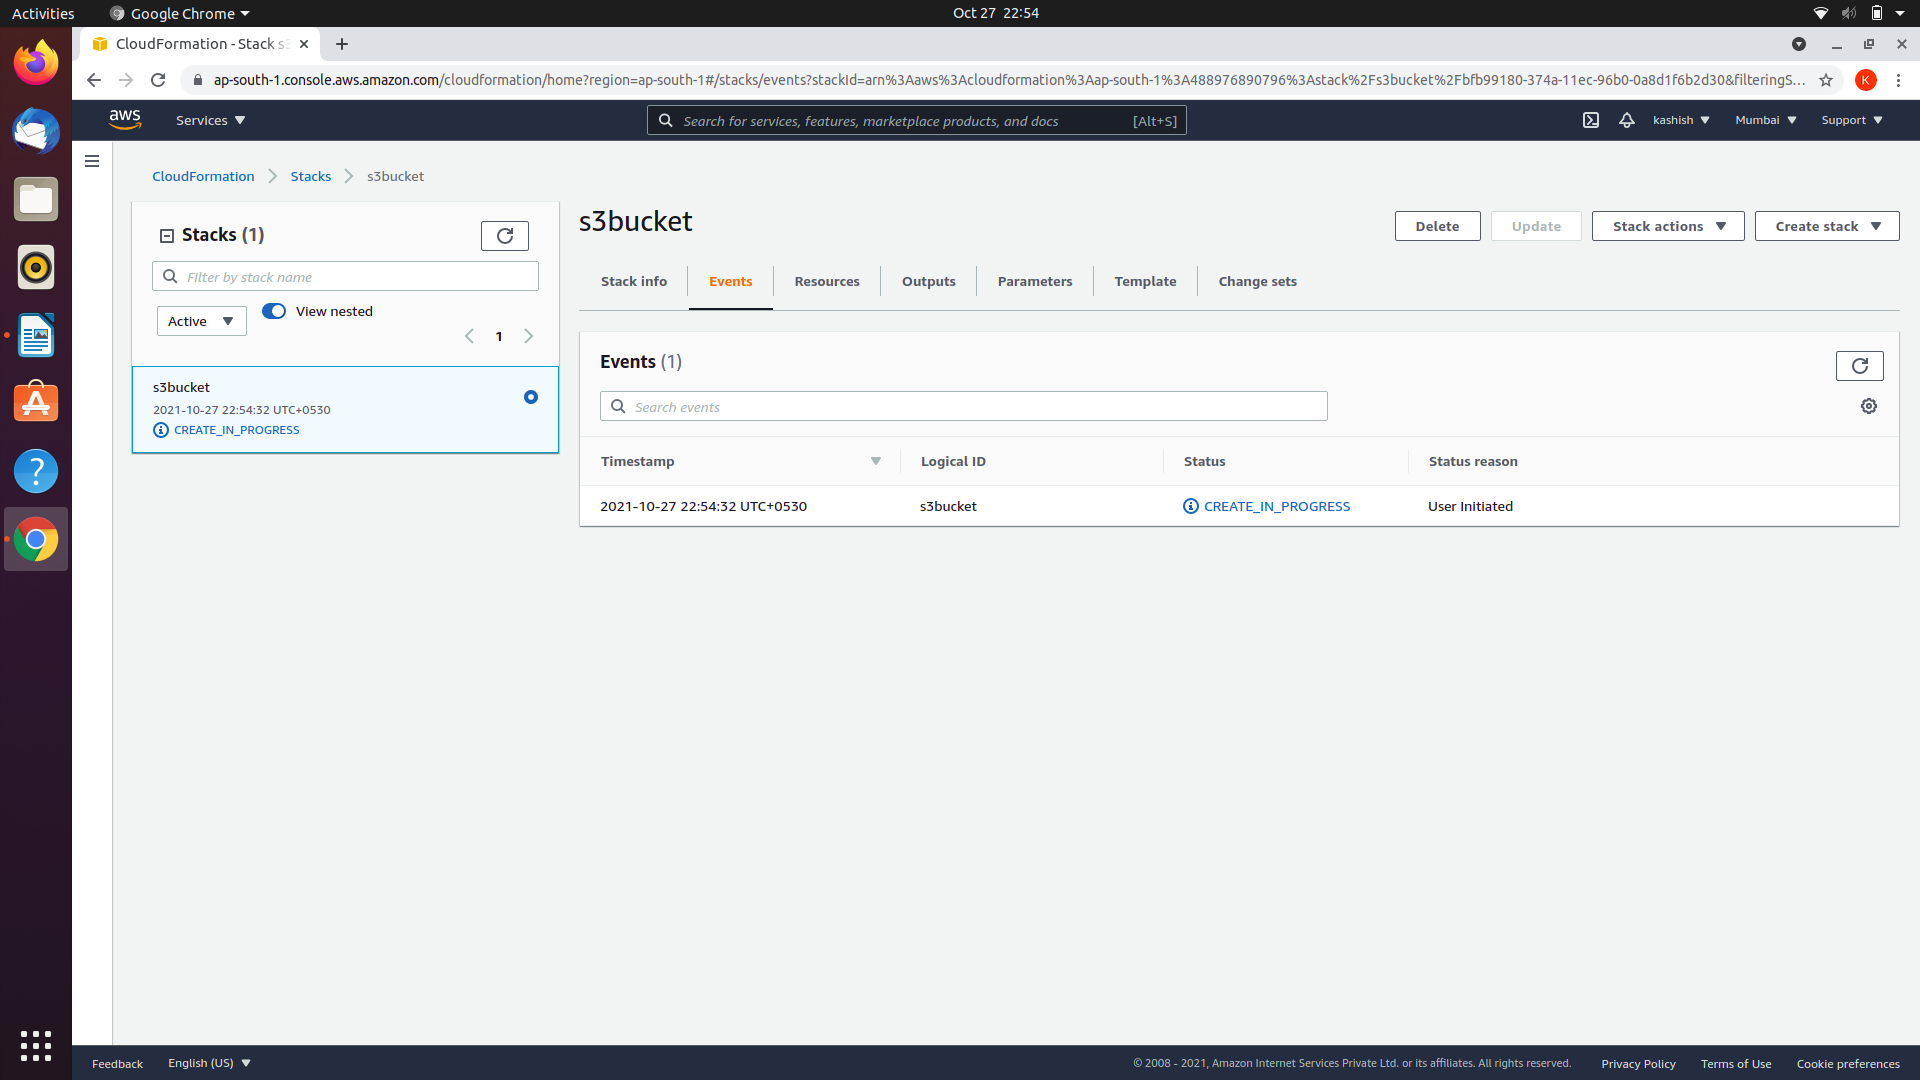 Activities
Google Chrome
Oct 27 22:54
CloudFormation - Stack s3
ap-south-1.console.aws.amazon.com/cloudformation/home?region=ap-south-1#/stacks/events?stackId=arn%3Aaws%3Acloudformation%3Aap-south-1%3A488976890796%3Astack%2Fs3bucket%2Fbfb99180-374a-11ec-96b0-0a8d1f6b2d30&filteringS...
K
aws
Services
Search for services, features, marketplace products, and docs
[Alt+S]
kashish
Mumbai
Support
CloudFormation
Stacks
s3bucket
Stacks (1)
Filter by stack name
Active
View nested
1
s3bucket
2021-10-27 22:54:32 UTC+0530
CREATE_IN_PROGRESS
s3bucket
Delete
Update
Stack actions
Create stack
Stack info
Events
Resources
Outputs
Parameters
Template
Change sets
Events (1)
Search events
Timestamp
Logical ID
Status
Status reason
2021-10-27 22:54:32 UTC+0530
s3bucket
CREATE_IN_PROGRESS
User Initiated
Feedback
English (US)
© 2008 - 2021, Amazon Internet Services Private Ltd. or its affiliates. All rights reserved.
Privacy Policy
Terms of Use
Cookie preferences